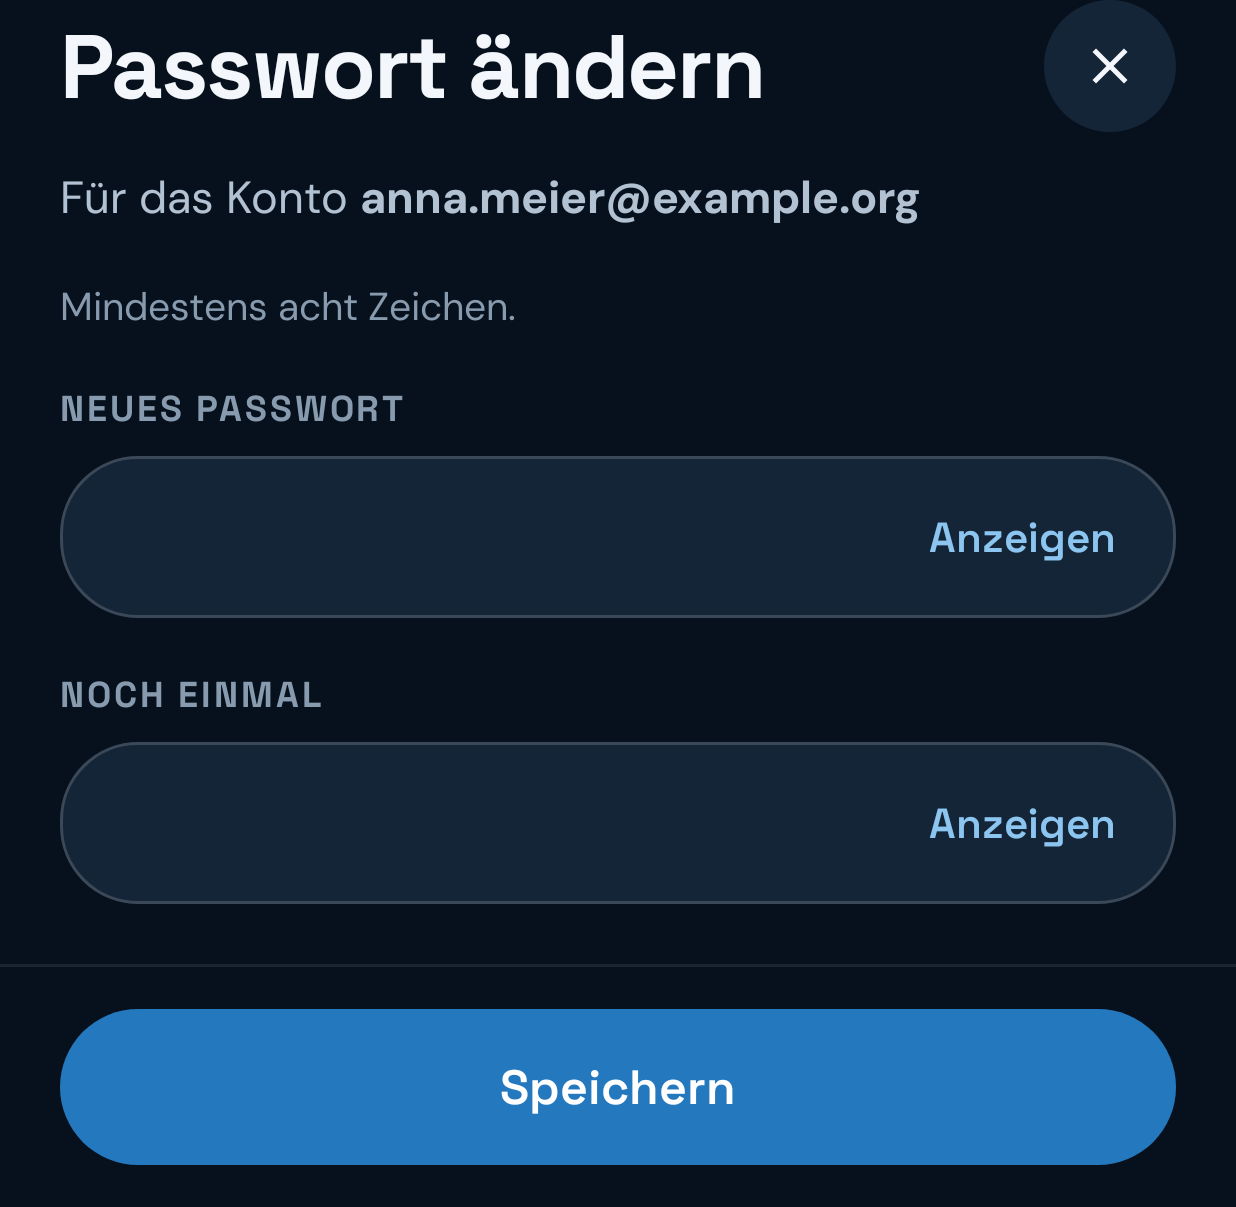 Passwort ändern
Für das Konto anna.meier@example.org
Mindestens acht Zeichen.
NEUES PASSWORT
Anzeigen
NOCH EINMAL
Anzeigen
Speichern